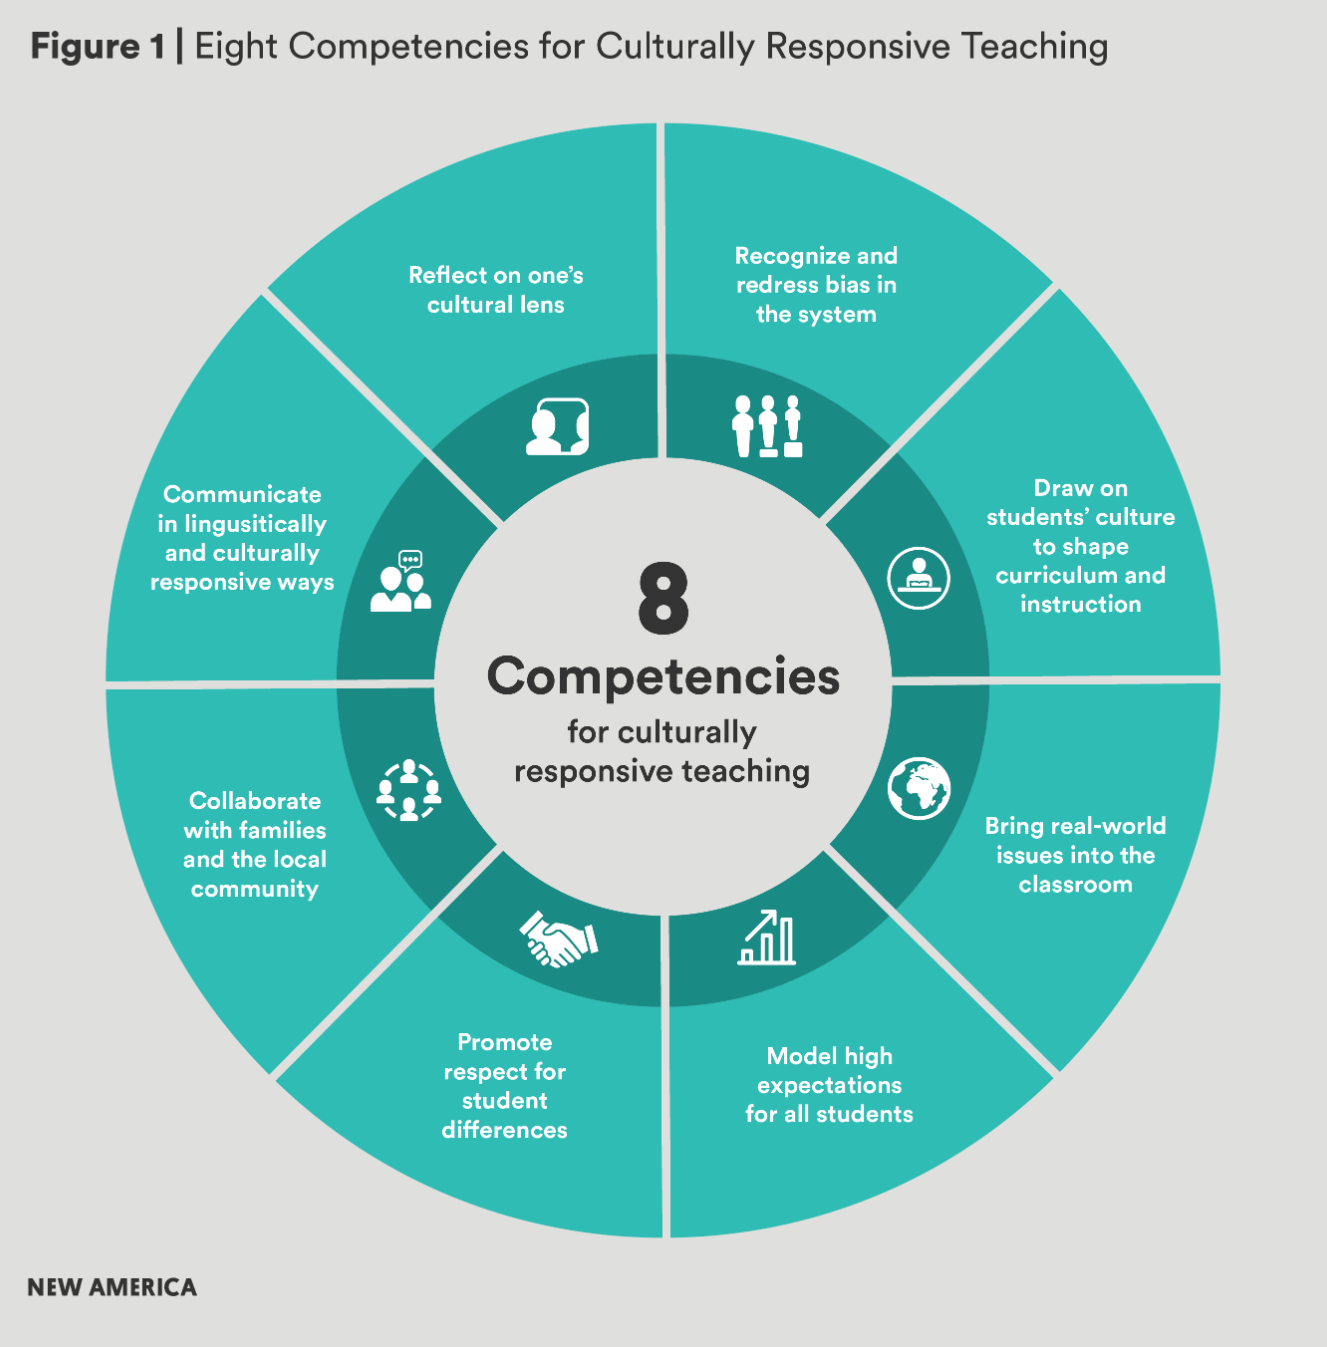 Figure 1 | Eight Competencies for Culturally Responsive Teaching
Reflect on one's
cultural lens
Recognize and
redress bias in
the system
Draw on
students' culture
to shape
curriculum and
instruction
Bring real-world
issues into the
classroom
Model high
expectations
for all students
Promote
respect for
student
differences
Collaborate
with families
and the local
community
Communicate
in lingusitically
and culturally
responsive ways
8
Competencies
for culturally
responsive teaching
NEW AMERICA